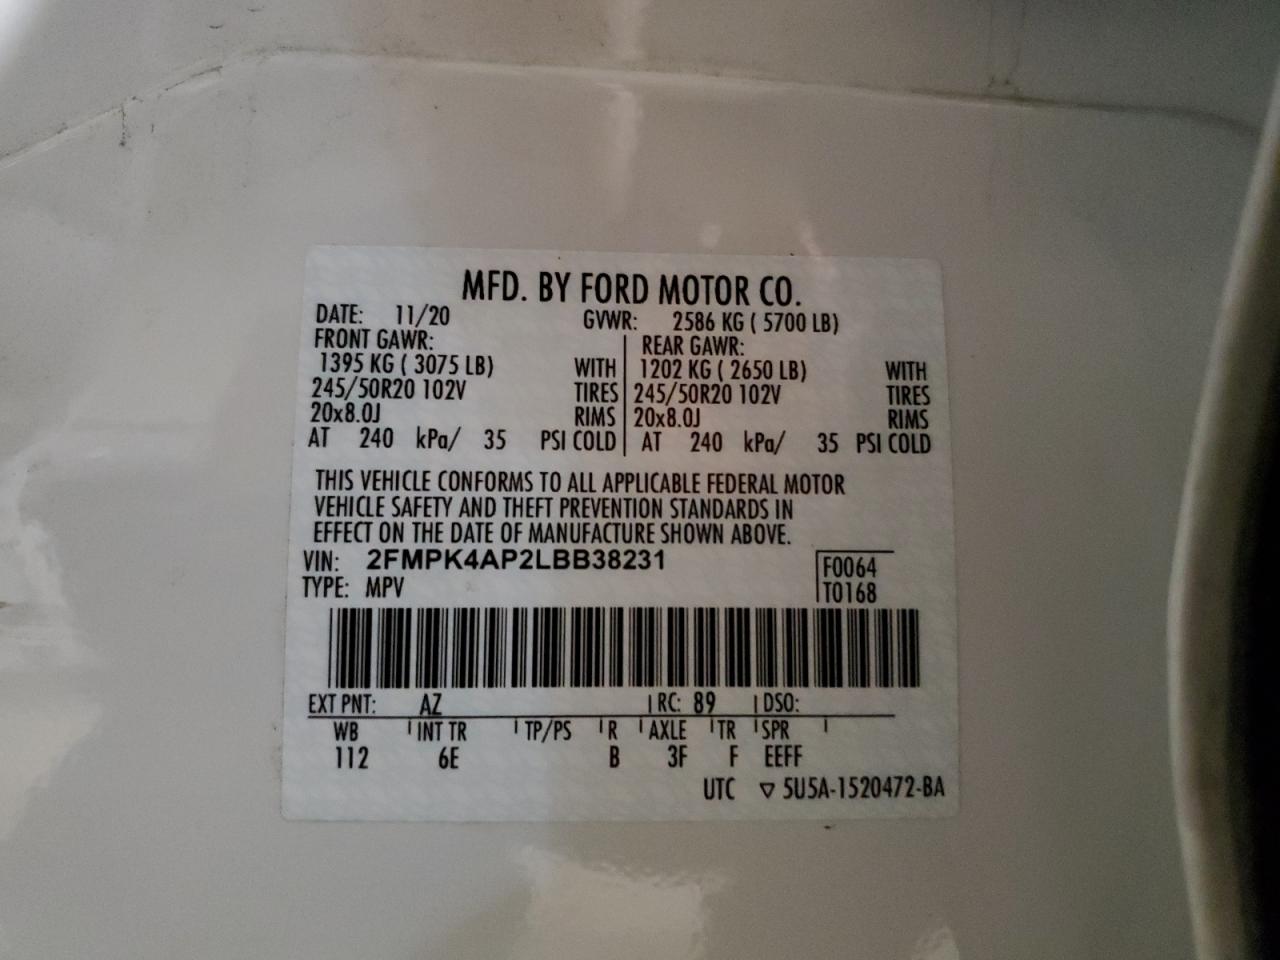 MFD. BY FORD MOTOR CO.
DATE: 11/20 GVWR: 2586 KG ( 5700 LB)
FRONT GAWR: REAR GAWR:
1395 KG ( 3075 LB) WITH 1202 KG ( 2650 LB) WITH
245/50R20 102V TIRES 245/50R20 102V TIRES
20x8.0J RIMS 20x8.0J RIMS
AT 240 kPa/ 35 PSI COLD AT 240 kPa/ 35 PSI COLD
THIS VEHICLE CONFORMS TO ALL APPLICABLE FEDERAL MOTOR
VEHICLE SAFETY AND THEFT PREVENTION STANDARDS IN
EFFECT ON THE DATE OF MANUFACTURE SHOWN ABOVE.
VIN: 2FMPK4AP2LBB38231
TYPE: MPV
F0064
T0168
EXT PNT: AZ RC: 89 DSO:
WB INT TR TP/PS R AXLE TR SPR
112 6E B 3F F EEFF
UTC ▽ 5U5A-1520472-BA